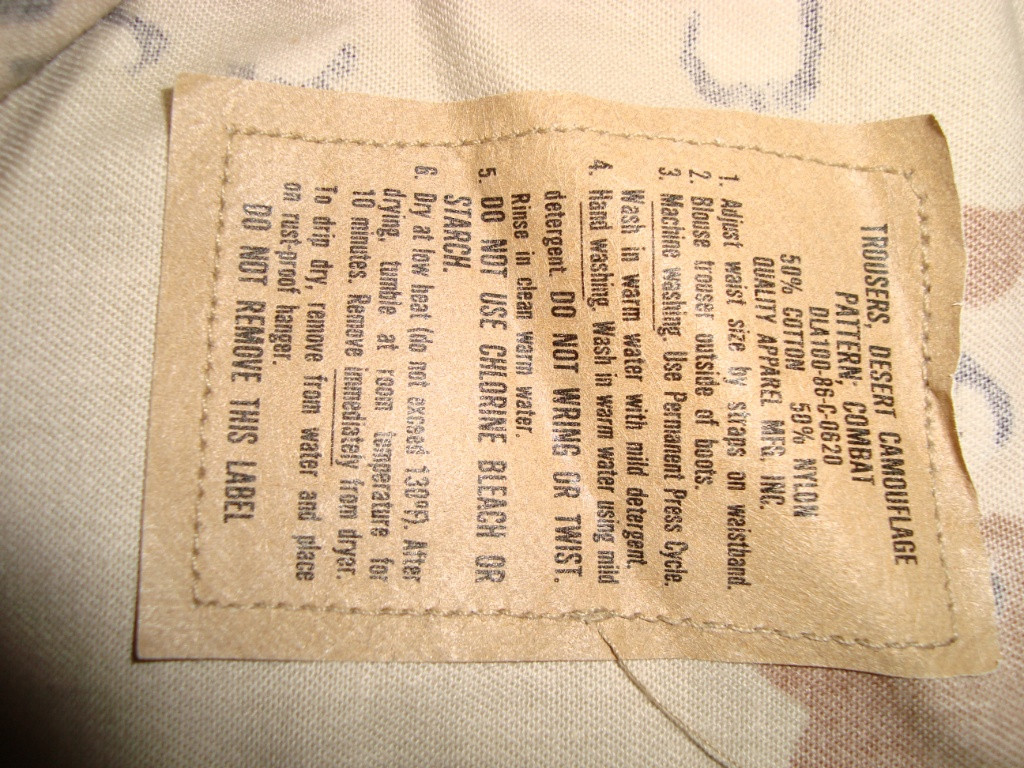 TROUSERS, DESERT CAMOUFLAGE
PATTERN: COMBAT
DLA100-86-C-0620
50% COTTON 50% NYLON
QUALITY APPAREL MFG. INC.
1. Adjust waist size by straps on waistband.
2. Blouse trouser outside of boots.
3. Machine washing. Use Permanent Press Cycle.
Wash in warm water with mild detergent.
4. Hand washing. Wash in warm water using mild
detergent. DO NOT WRING OR TWIST.
Rinse in clean warm water.
5. DO NOT USE CHLORINE BLEACH OR
STARCH.
6. Dry at low heat (do not exceed 130°F). After
drying, tumble at room temperature for
10 minutes. Remove immediately from dryer.
To drip dry, remove from water and place
on rust-proof hanger.
DO NOT REMOVE THIS LABEL